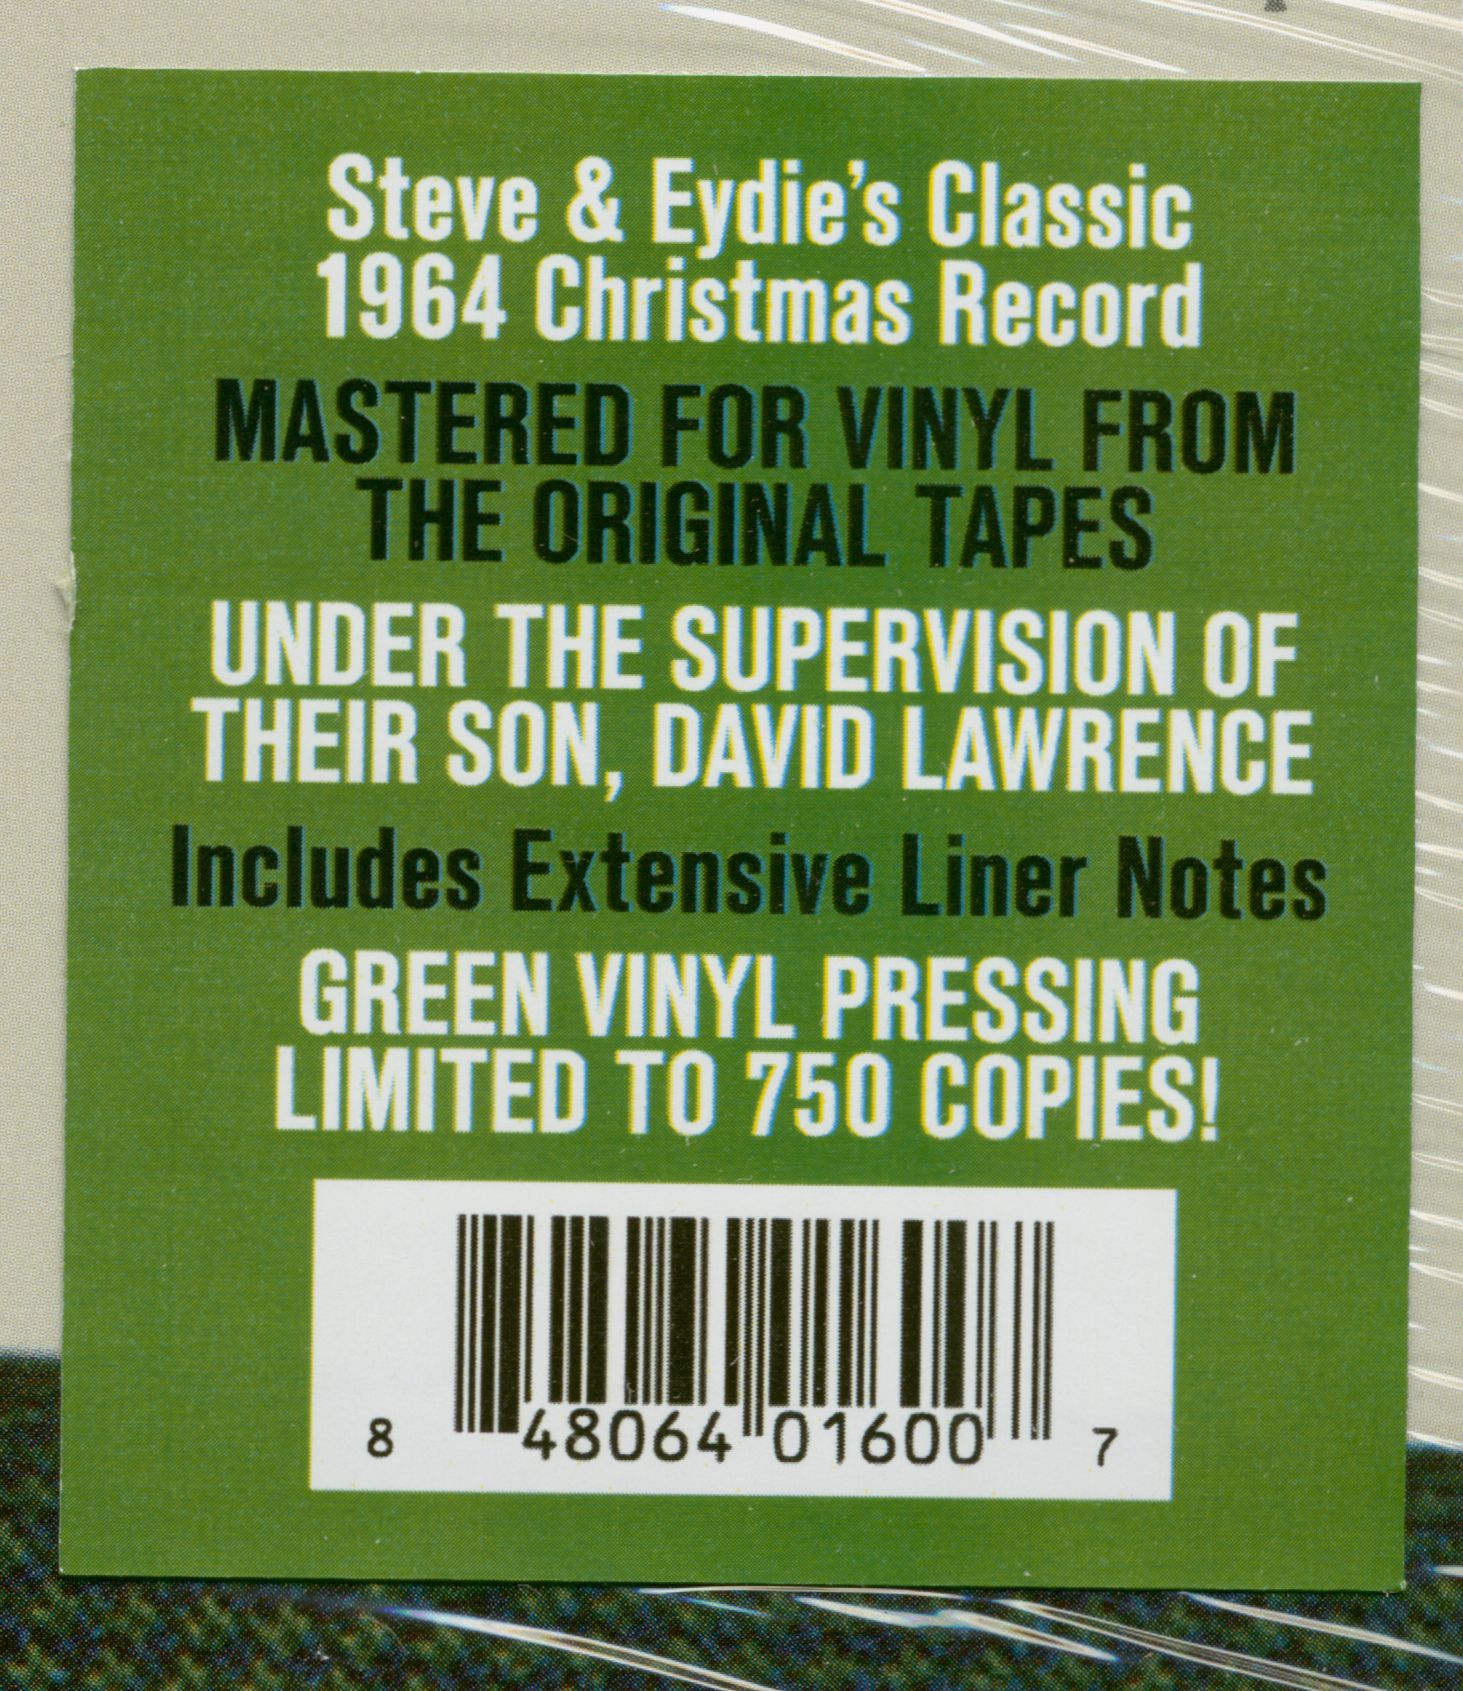 Steve & Eydie’s Classic
1964 Christmas Record
MASTERED FOR VINYL FROM
THE ORIGINAL TAPES
UNDER THE SUPERVISION OF
THEIR SON, DAVID LAWRENCE
Includes Extensive Liner Notes
GREEN VINYL PRESSING
LIMITED TO 750 COPIES!
8 48064 01600 7